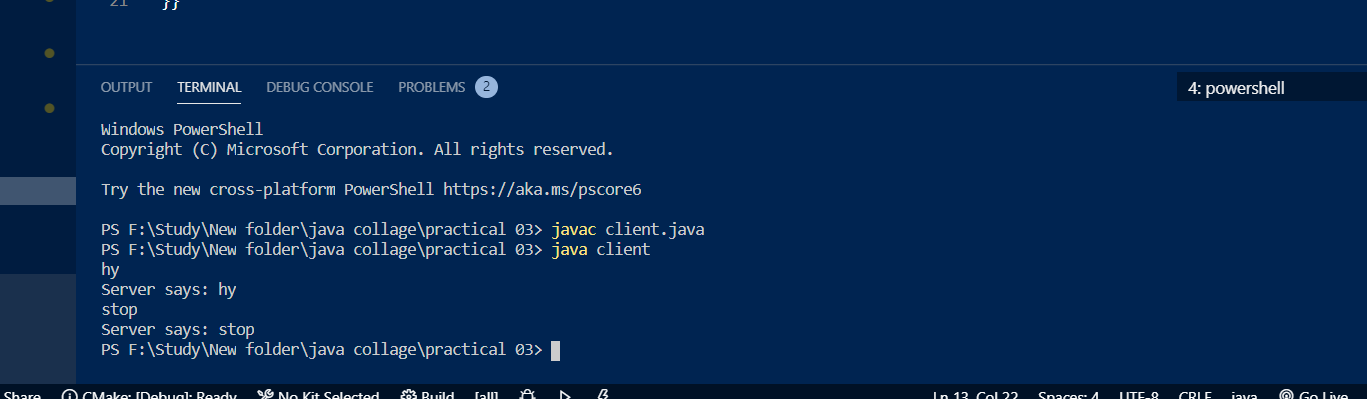 21 }}
OUTPUT TERMINAL DEBUG CONSOLE PROBLEMS 2 4: powershell
Windows PowerShell
Copyright (C) Microsoft Corporation. All rights reserved.
Try the new cross-platform PowerShell https://aka.ms/pscore6
PS F:\Study\New folder\java collage\practical 03> javac client.java
PS F:\Study\New folder\java collage\practical 03> java client
hy
Server says: hy
stop
Server says: stop
PS F:\Study\New folder\java collage\practical 03>
Share CMake: [Debug]: Ready No Kit Selected Build [all] Ln 13, Col 22 Spaces: 4 UTF-8 CRLF java Go Live